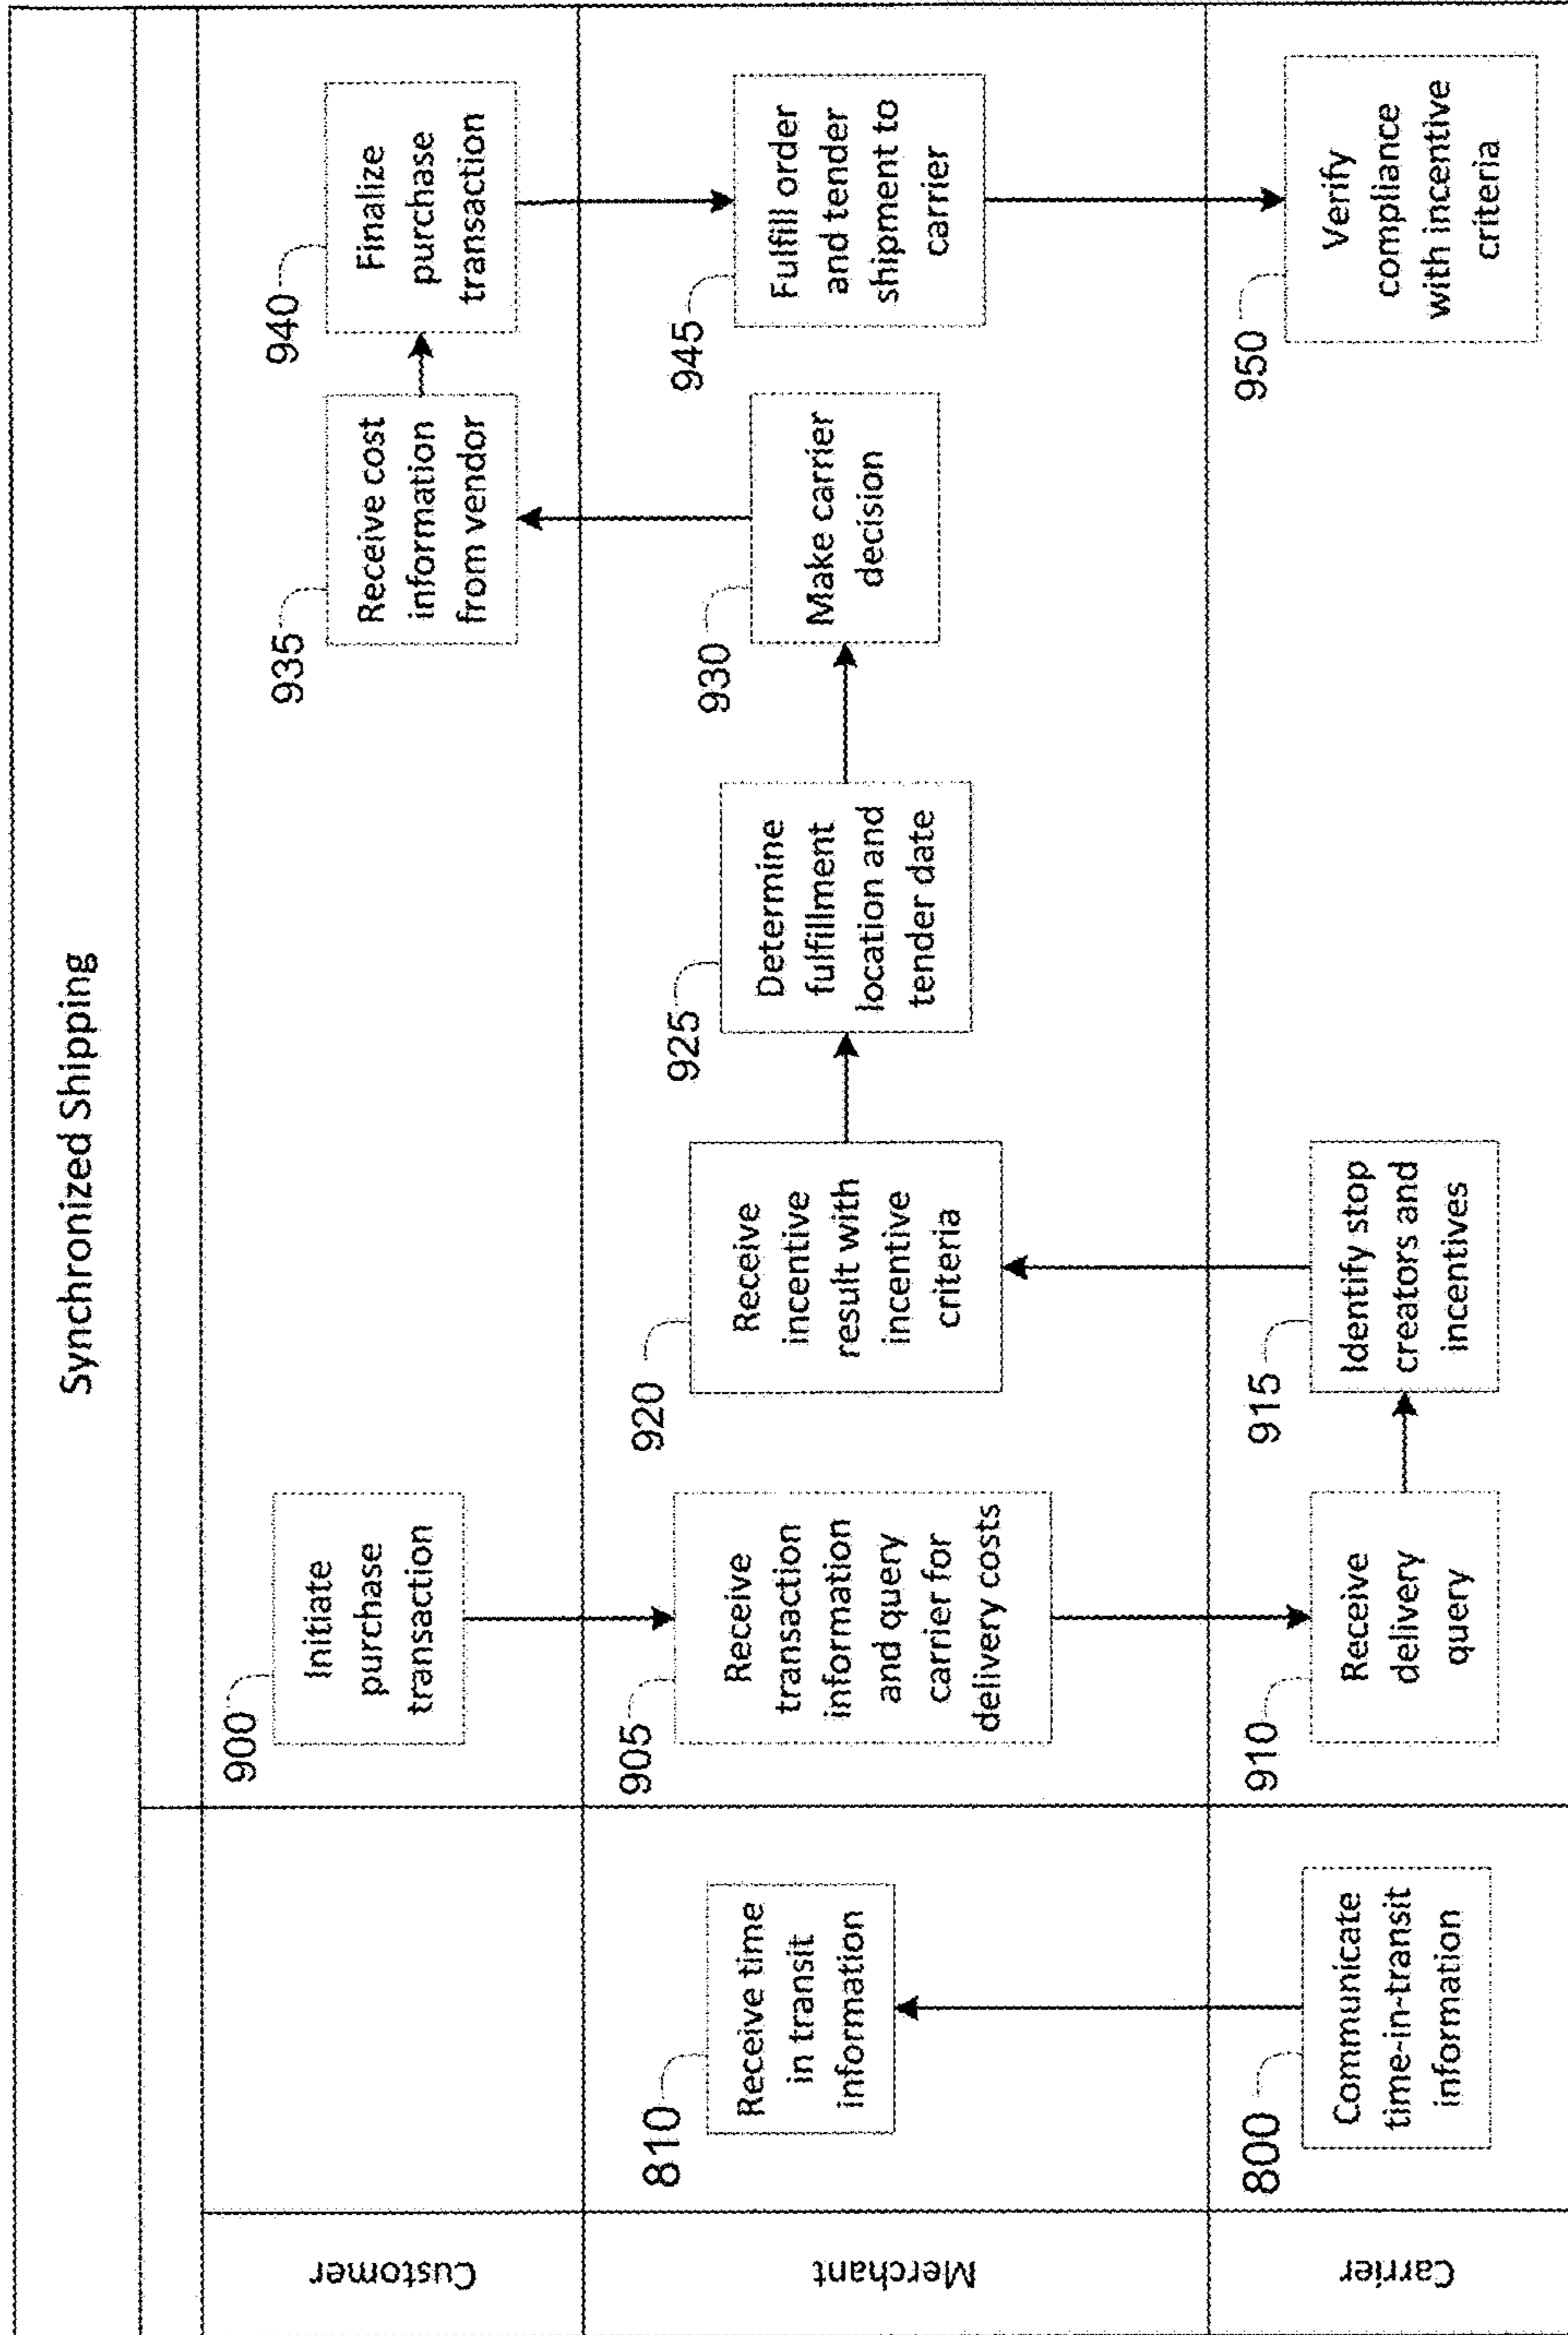 Synchronized Shipping
Customer
900
Initiate
purchase
transaction
935
Receive cost
information
from vendor
940
Finalize
purchase
transaction
Merchant
810
Receive time
in transit
information
905
Receive
transaction
information
and query
carrier for
delivery costs
920
Receive
incentive
result with
incentive
criteria
925
Determine
fulfillment
location and
tender date
930
Make carrier
decision
945
Fulfill order
and tender
shipment to
carrier
Carrier
800
Communicate
time-in-transit
information
910
Receive
delivery
query
915
Identify stop
creators and
incentives
950
Verify
compliance
with incentive
criteria